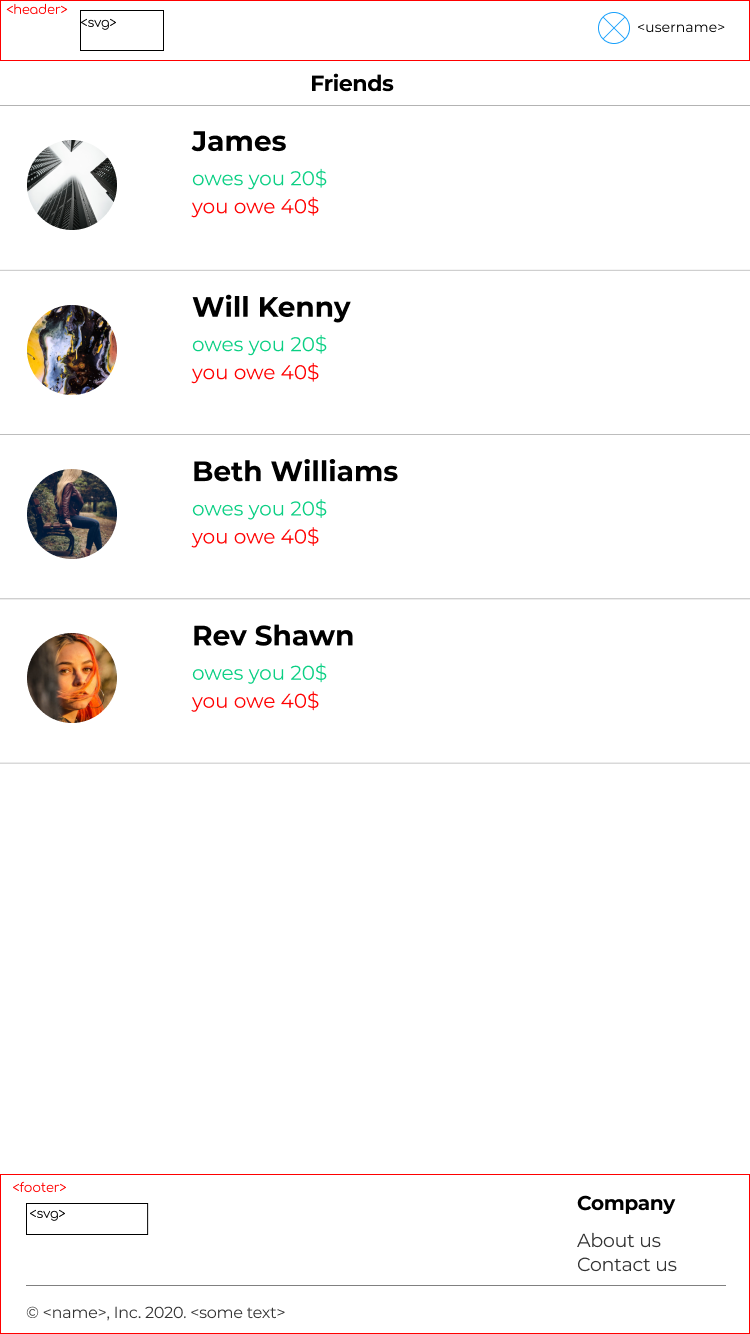 <header>
<svg>
<username>
Friends
James
owes you 20$
you owe 40$
Will Kenny
owes you 20$
you owe 40$
Beth Williams
owes you 20$
you owe 40$
Rev Shawn
owes you 20$
you owe 40$
<footer>
<svg>
Company
About us
Contact us
© <name>, Inc. 2020. <some text>